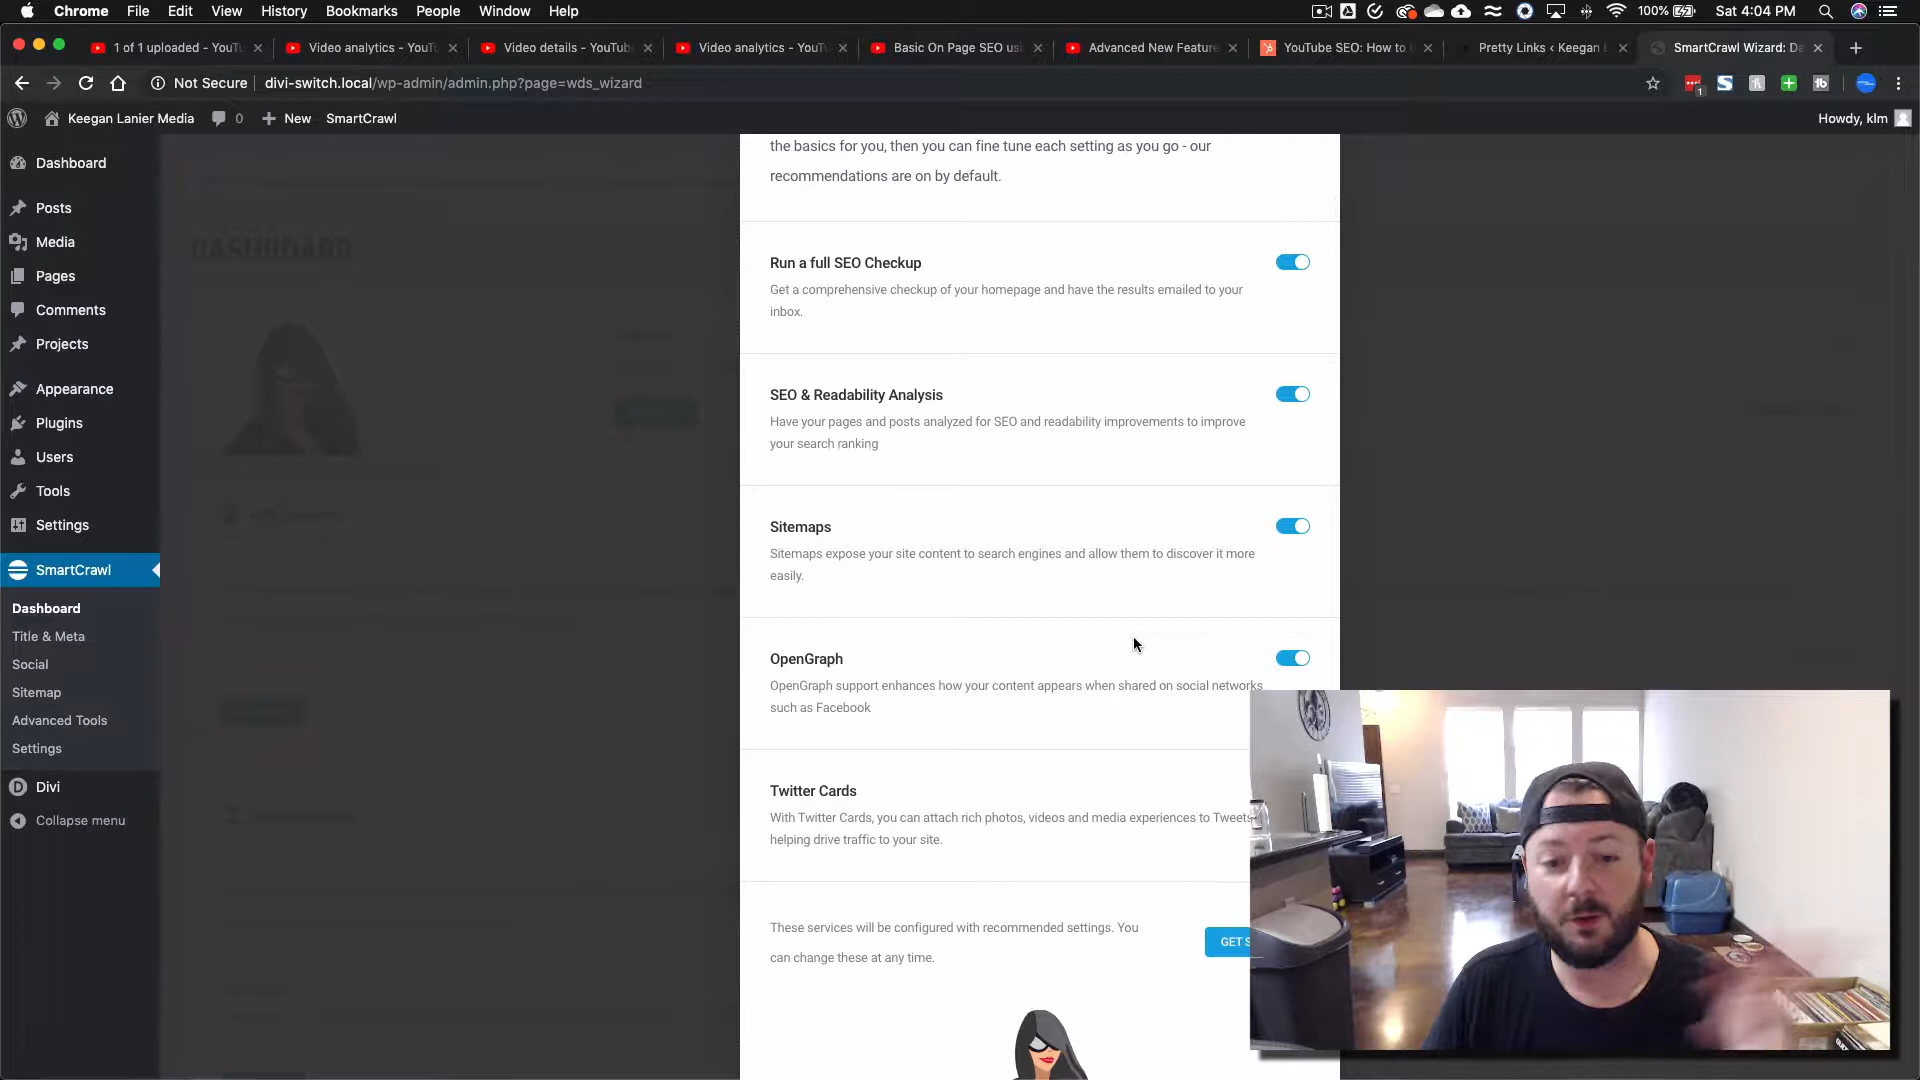 Chrome File Edit View History Bookmarks People Window Help 100% Sat 4:04 PM
1 of 1 uploaded - YouTu Video analytics - YouTu Video details - YouTube Video analytics - YouTu Basic On Page SEO usi Advanced New Feature YouTube SEO: How to Pretty Links ‹ Keegan L SmartCrawl Wizard: Da
Not Secure divi-switch.local/wp-admin/admin.php?page=wds_wizard
Keegan Lanier Media 0 New SmartCrawl Howdy, klm
Dashboard
Posts
Media
Pages
Comments
Projects
Appearance
Plugins
Users
Tools
Settings
SmartCrawl
Dashboard
Title & Meta
Social
Sitemap
Advanced Tools
Settings
Divi
Collapse menu
DASHBOARD
the basics for you, then you can fine tune each setting as you go - our
recommendations are on by default.
Run a full SEO Checkup
Get a comprehensive checkup of your homepage and have the results emailed to your
inbox.
SEO & Readability Analysis
Have your pages and posts analyzed for SEO and readability improvements to improve
your search ranking
Sitemaps
Sitemaps expose your site content to search engines and allow them to discover it more
easily.
OpenGraph
OpenGraph support enhances how your content appears when shared on social networks
such as Facebook
Twitter Cards
With Twitter Cards, you can attach rich photos, videos and media experiences to Tweets
helping drive traffic to your site.
These services will be configured with recommended settings. You
can change these at any time.
GET S